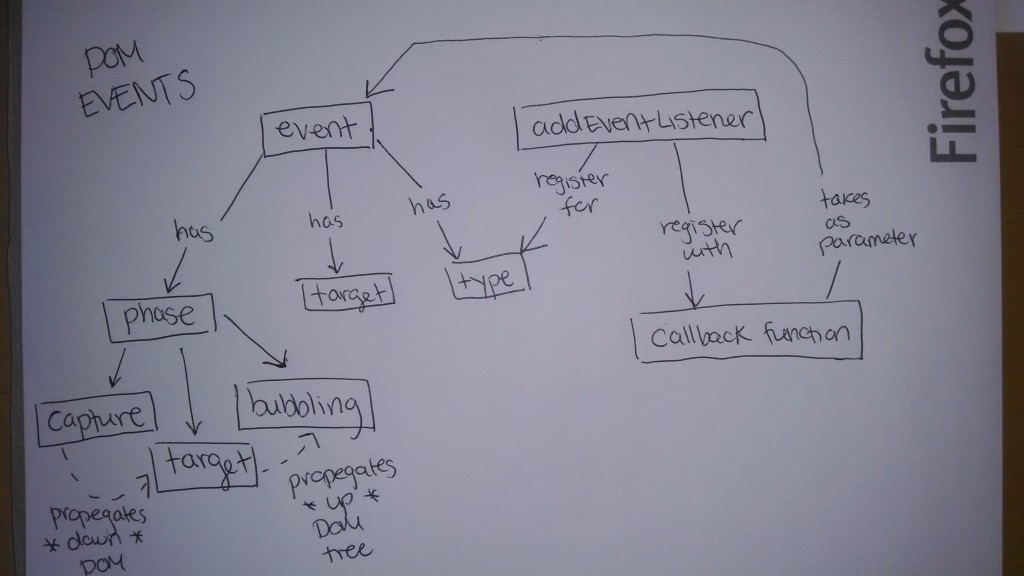 DOM
EVENTS
Firefox
event
addEventListener
has
has
has
register
for
register
with
takes
as
parameter
phase
target
type
callback function
capture
target
bubbling
propegates
*down*
DOM
propegates
*up*
DOM
tree